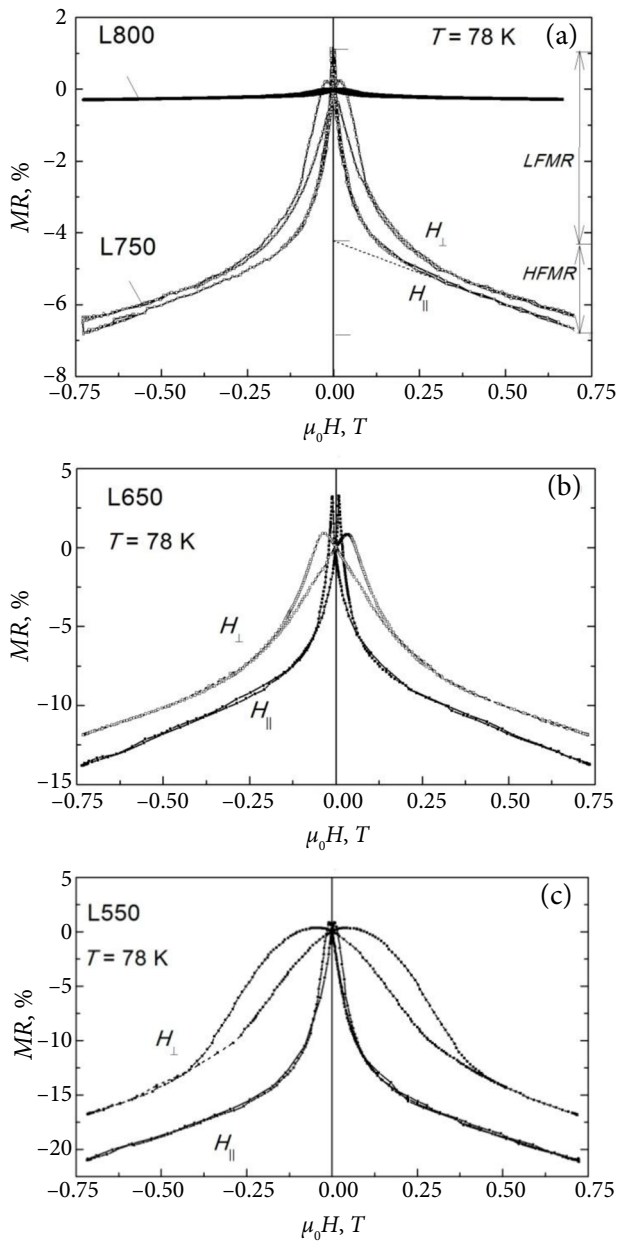 L800
T = 78 K
(a)
2
0
−2
−4
−6
−8
MR, %
LFMR
HFMR
L750
H⊥
H||
−0.75
−0.50
−0.25
0.00
0.25
0.50
0.75
μ0H, T
(b)
5
0
−5
−10
−15
MR, %
L650
T = 78 K
H⊥
H||
−0.75
−0.50
−0.25
0.00
0.25
0.50
0.75
μ0H, T
(c)
5
0
−5
−10
−15
−20
MR, %
L550
T = 78 K
H⊥
H||
−0.75
−0.50
−0.25
0.00
0.25
0.50
0.75
μ0H, T